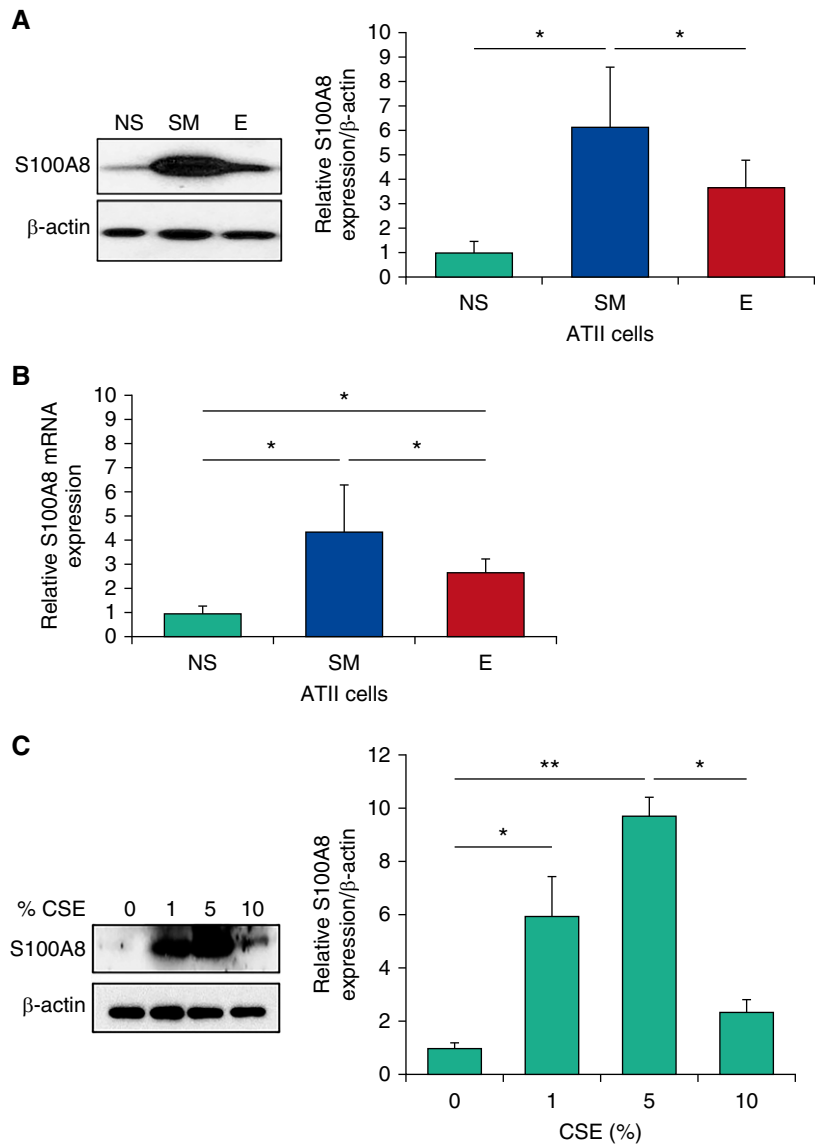 A
NS SM E
S100A8
β-actin
Relative S100A8
expression/β-actin
10
9
8
7
6
5
4
3
2
1
0
*
*
NS SM E
ATII cells
B
Relative S100A8 mRNA
expression
10
9
8
7
6
5
4
3
2
1
0
*
*
*
NS SM E
ATII cells
C
% CSE 0 1 5 10
S100A8
β-actin
Relative S100A8
expression/β-actin
12
10
8
6
4
2
0
**
*
*
0 1 5 10
CSE (%)